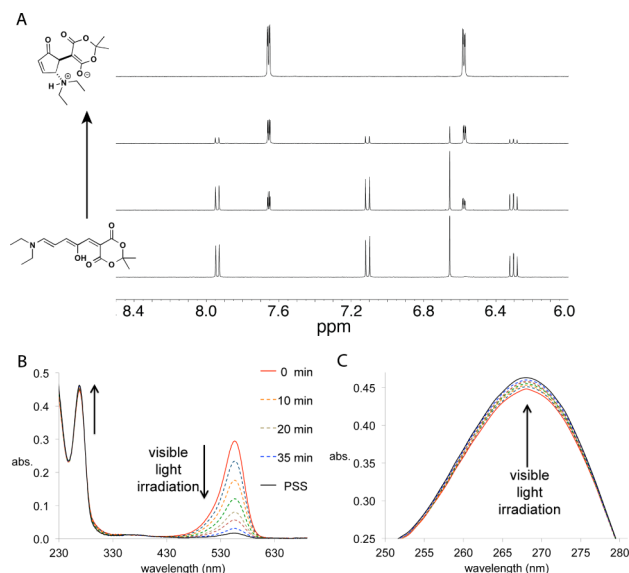 A
O
O
O
O
O⊖
H N⊕
N
OH
O
O
O
O
8.4 8.0 7.6 7.2 6.8 6.4 6.0
ppm
B
0.5
0.4
0.3
abs.
0.2
0.1
0.0
230 330 430 530 630
wavelength (nm)
visible
light
irradiation
0 min
10 min
20 min
35 min
PSS
C
0.45
0.40
abs.
0.35
0.30
0.25
250 255 260 265 270 275 280
wavelength (nm)
visible
light
irradiation